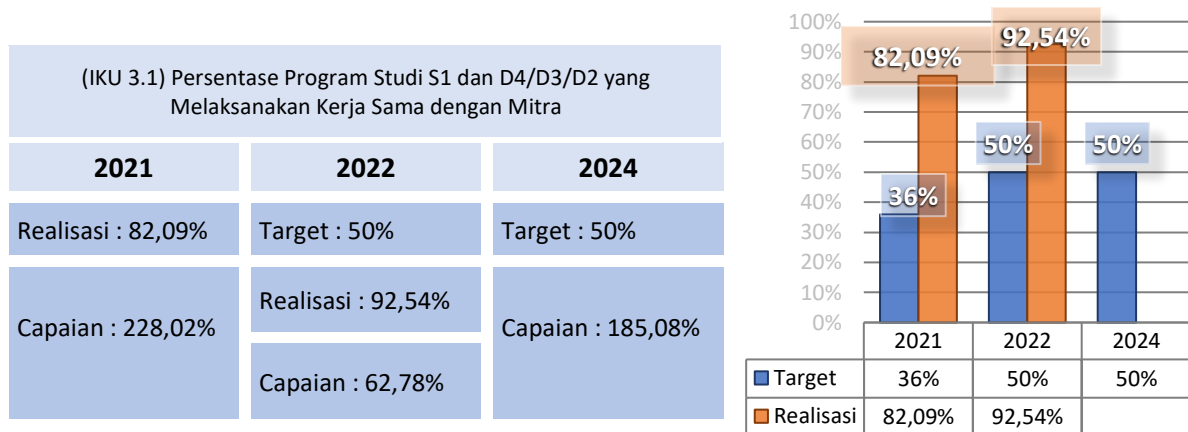 (IKU 3.1) Persentase Program Studi S1 dan D4/D3/D2 yang
Melaksanakan Kerja Sama dengan Mitra
2021
2022
2024
Realisasi : 82,09%
Target : 50%
Target : 50%
Capaian : 228,02%
Realisasi : 92,54%
Capaian : 62,78%
Capaian : 185,08%
100%
90%
80%
70%
60%
50%
40%
30%
20%
10%
0%
82,09%
92,54%
36%
50%
50%
2021 2022 2024
Target 36% 50% 50%
Realisasi 82,09% 92,54%